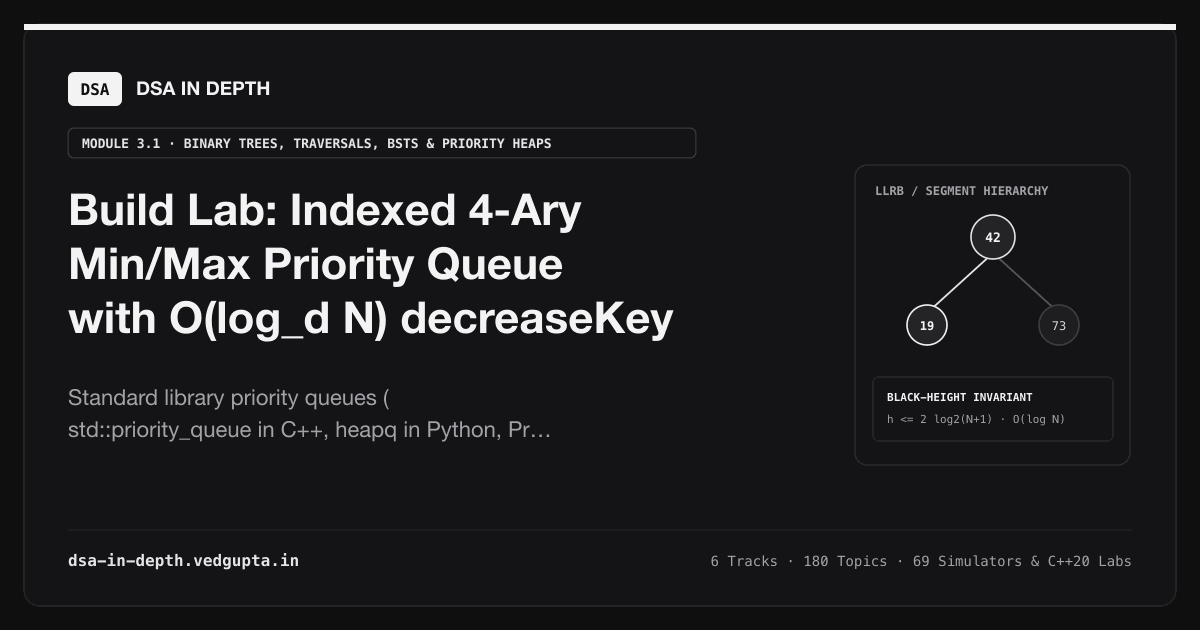 DSA DSA IN DEPTH
MODULE 3.1 · BINARY TREES, TRAVERSALS, BSTS & PRIORITY HEAPS
Build Lab: Indexed 4-Ary
Min/Max Priority Queue
with O(log_d N) decreaseKey
Standard library priority queues (
std::priority_queue in C++, heapq in Python, Pr…
LLRB / SEGMENT HIERARCHY
42
19
73
BLACK-HEIGHT INVARIANT
h <= 2 log2(N+1) · O(log N)
dsa-in-depth.vedgupta.in
6 Tracks · 180 Topics · 69 Simulators & C++20 Labs